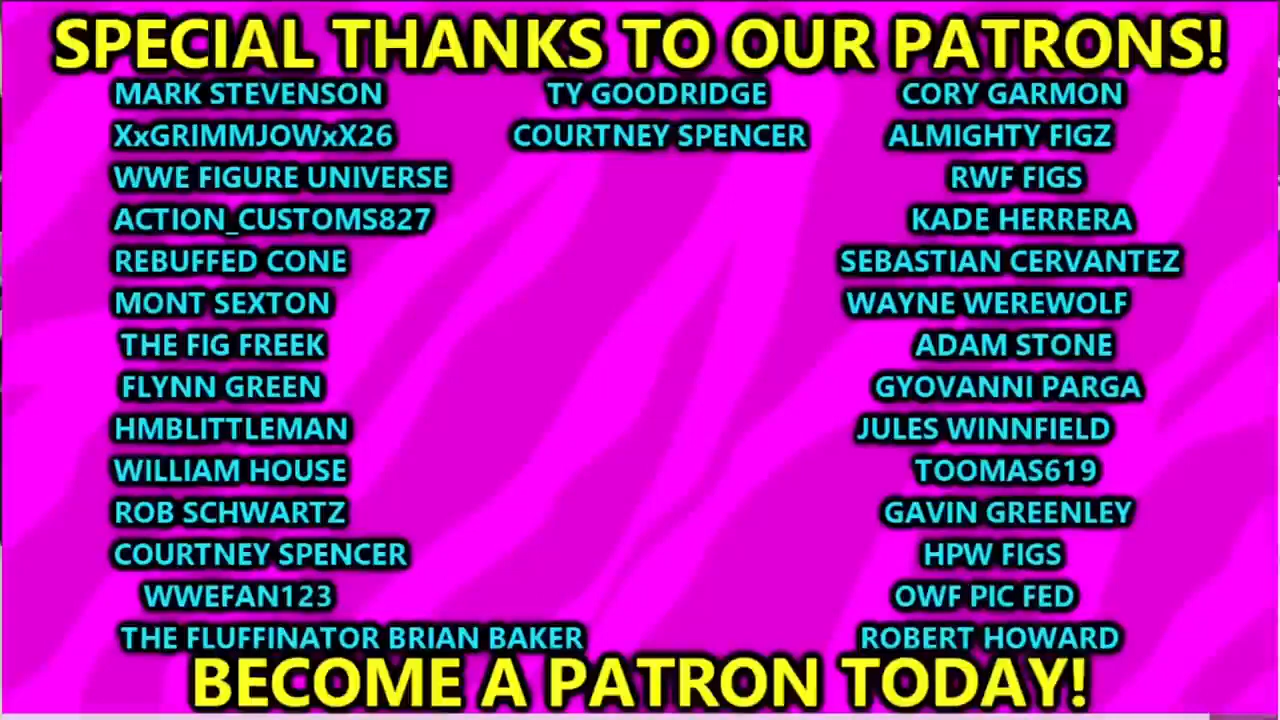 SPECIAL THANKS TO OUR PATRONS!
MARK STEVENSON TY GOODRIDGE CORY GARMON
XxGRIMMJOWxX26 COURTNEY SPENCER ALMIGHTY FIGZ
WWE FIGURE UNIVERSE RWF FIGS
ACTION_CUSTOMS827 KADE HERRERA
REBUFFED CONE SEBASTIAN CERVANTEZ
MONT SEXTON WAYNE WEREWOLF
THE FIG FREEK ADAM STONE
FLYNN GREEN GYOVANNI PARGA
HMBLITTLEMAN JULES WINNFIELD
WILLIAM HOUSE TOOMAS619
ROB SCHWARTZ GAVIN GREENLEY
COURTNEY SPENCER HPW FIGS
WWEFAN123 OWF PIC FED
THE FLUFFINATOR BRIAN BAKER ROBERT HOWARD
BECOME A PATRON TODAY!